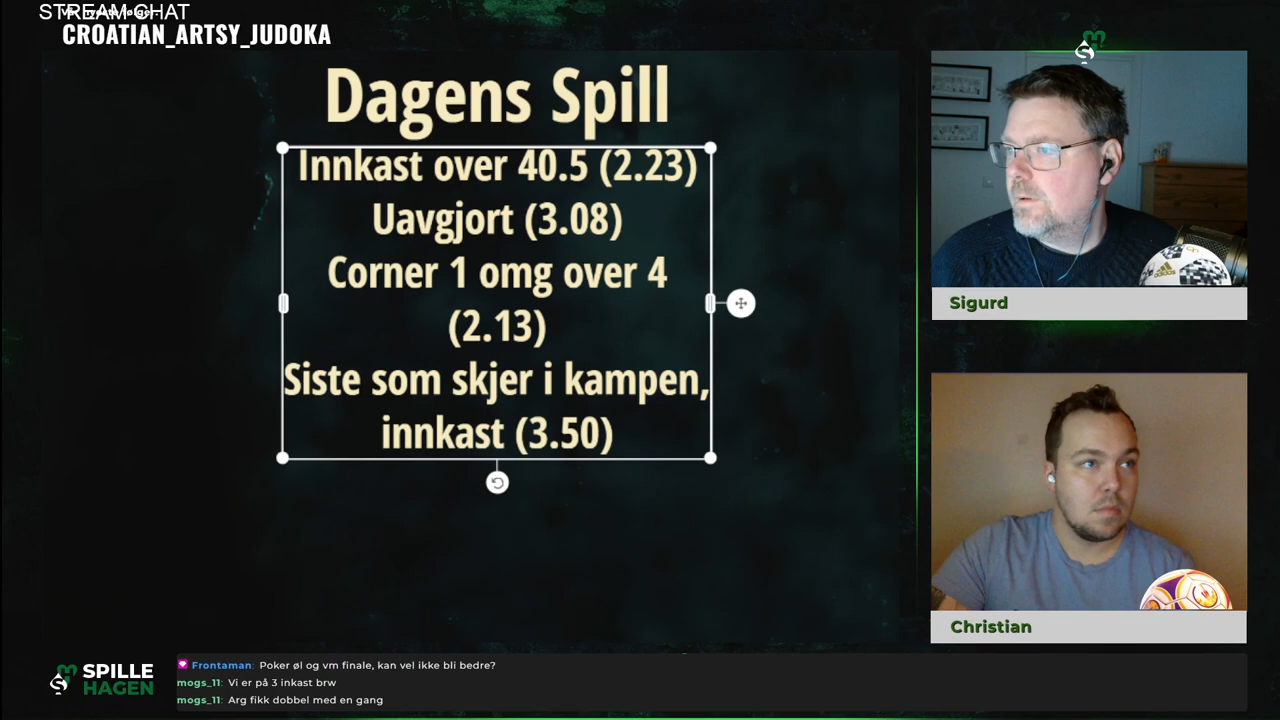 STREAM CHAT
CROATIAN_ARTSY_JUDOKA
Dagens Spill
Innkast over 40.5 (2.23)
Uavgjort (3.08)
Corner 1 omg over 4
(2.13)
Siste som skjer i kampen,
innkast (3.50)
Sigurd
adidas
Christian
SPILLE
HAGEN
Frontaman: Poker øl og vm finale, kan vel ikke bli bedre?
mogs_11: Vi er på 3 inkast brw
mogs_11: Arg fikk dobbel med en gang